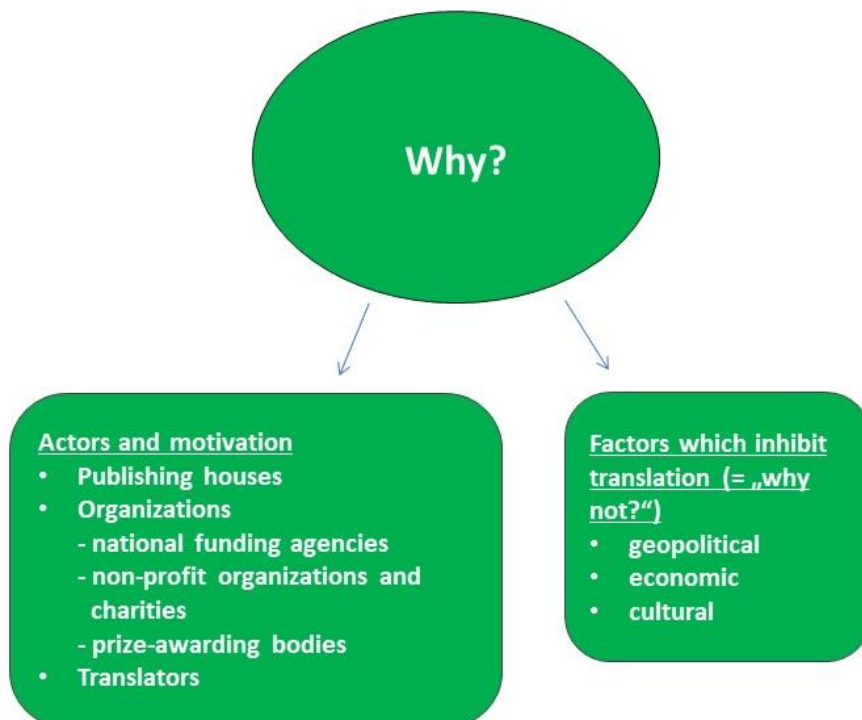 Why?
Actors and motivation
• Publishing houses
• Organizations
- national funding agencies
- non-profit organizations and
charities
- prize-awarding bodies
• Translators
Factors which inhibit
translation (= „why
not?“)
• geopolitical
• economic
• cultural